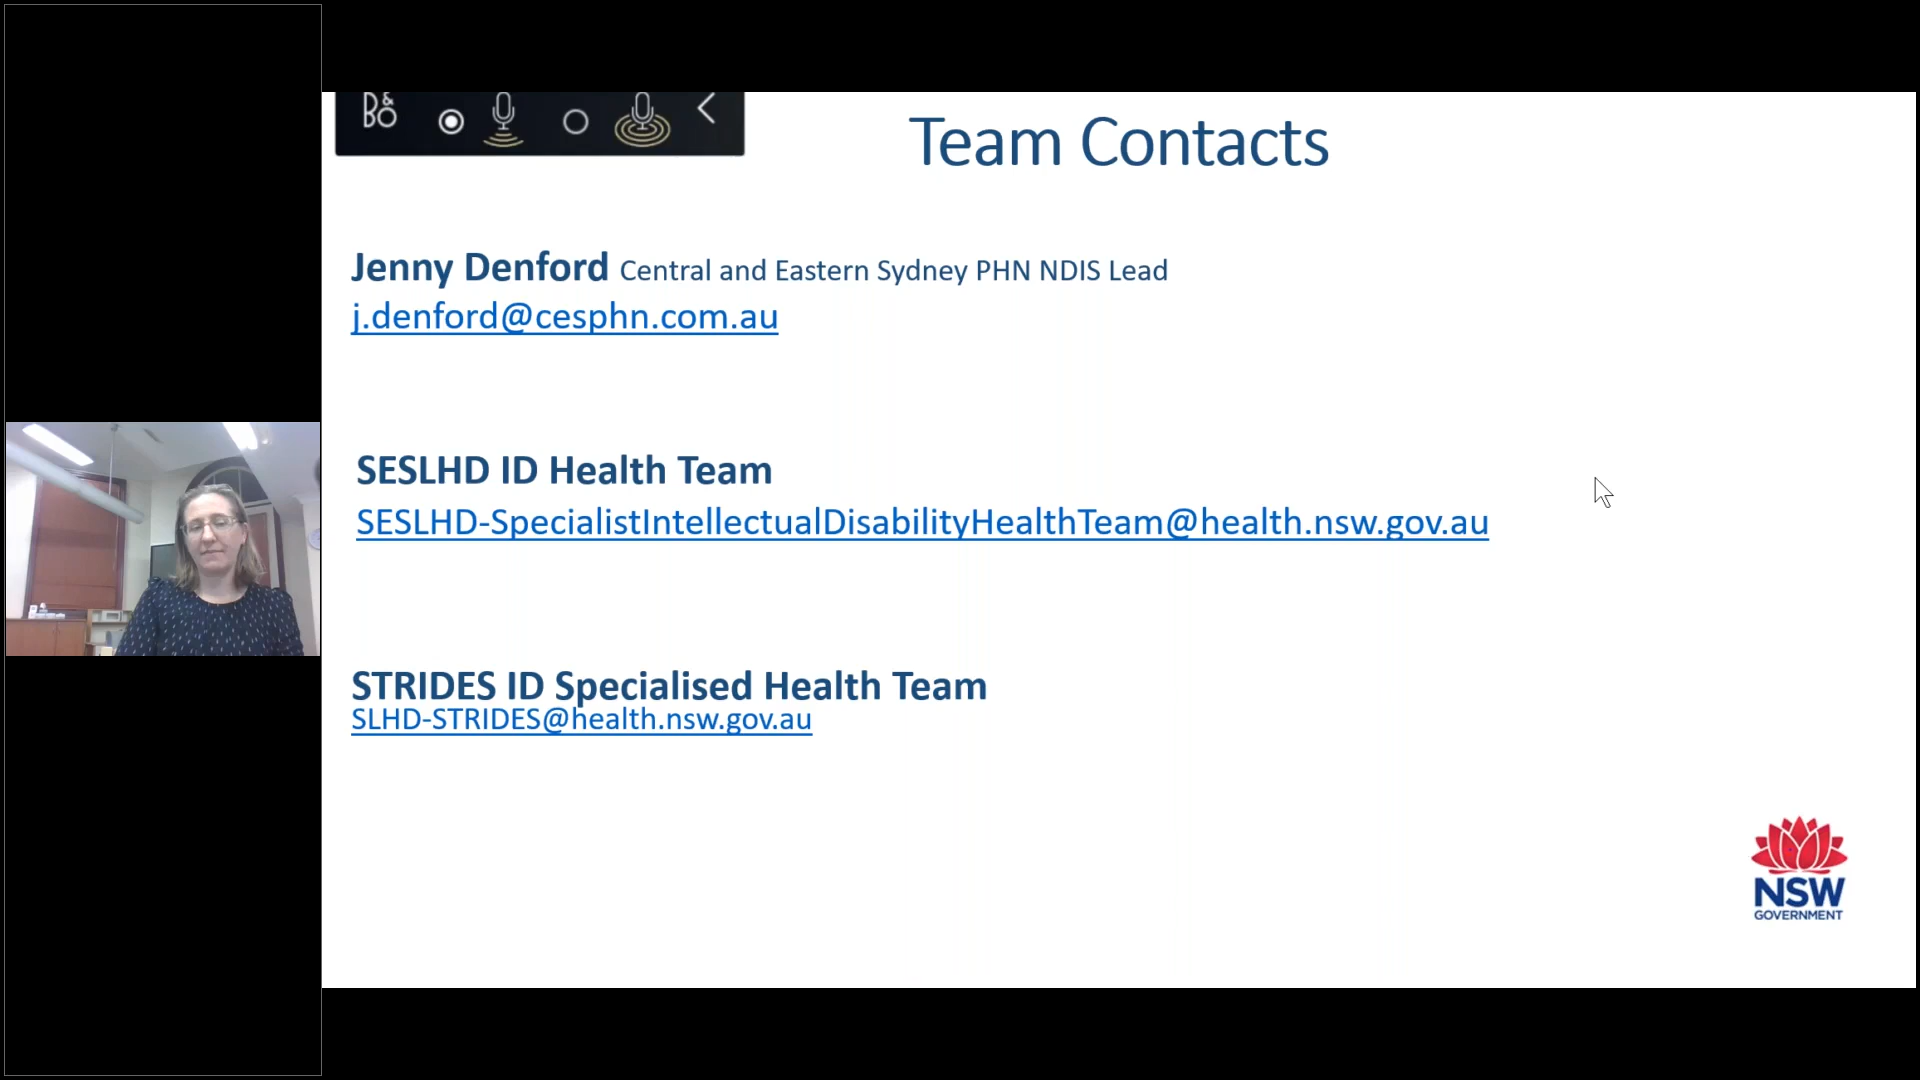 B&O
Team Contacts
Jenny Denford Central and Eastern Sydney PHN NDIS Lead
j.denford@cesphn.com.au
SESLHD ID Health Team
SESLHD-SpecialistIntellectualDisabilityHealthTeam@health.nsw.gov.au
STRIDES ID Specialised Health Team
SLHD-STRIDES@health.nsw.gov.au
NSW
GOVERNMENT